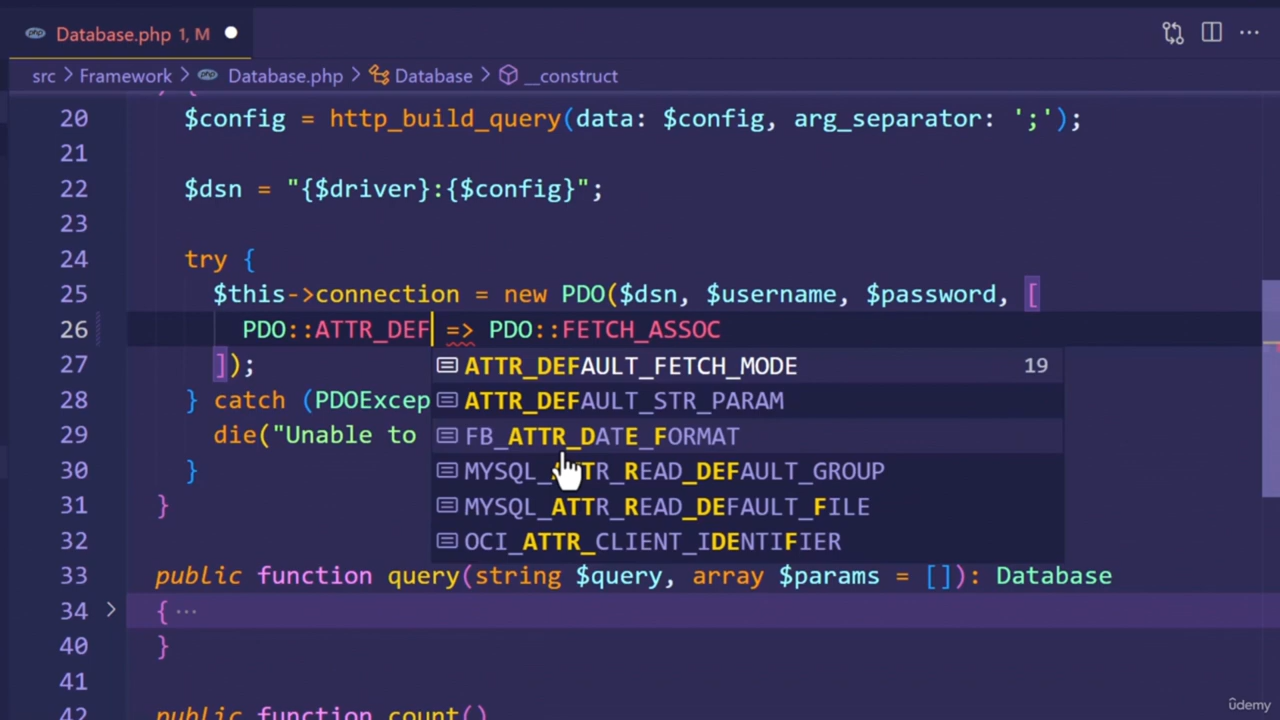 Database.php 1, M
src > Framework > Database.php > Database > __construct
20 $config = http_build_query(data: $config, arg_separator: ';');
21
22 $dsn = "{$driver}:{$config}";
23
24 try {
25 $this->connection = new PDO($dsn, $username, $password, [
26 PDO::ATTR_DEF => PDO::FETCH_ASSOC
ATTR_DEFAULT_FETCH_MODE 19
27 ]);
ATTR_DEFAULT_STR_PARAM
28 } catch (PDOExcep
FB_ATTR_DATE_FORMAT
29 die("Unable to
MYSQL_ATTR_READ_DEFAULT_GROUP
30 }
MYSQL_ATTR_READ_DEFAULT_FILE
31 }
OCI_ATTR_CLIENT_IDENTIFIER
32
33 public function query(string $query, array $params = []): Database
34 > { ···
40 }
41
42 public function count()
ûdemy